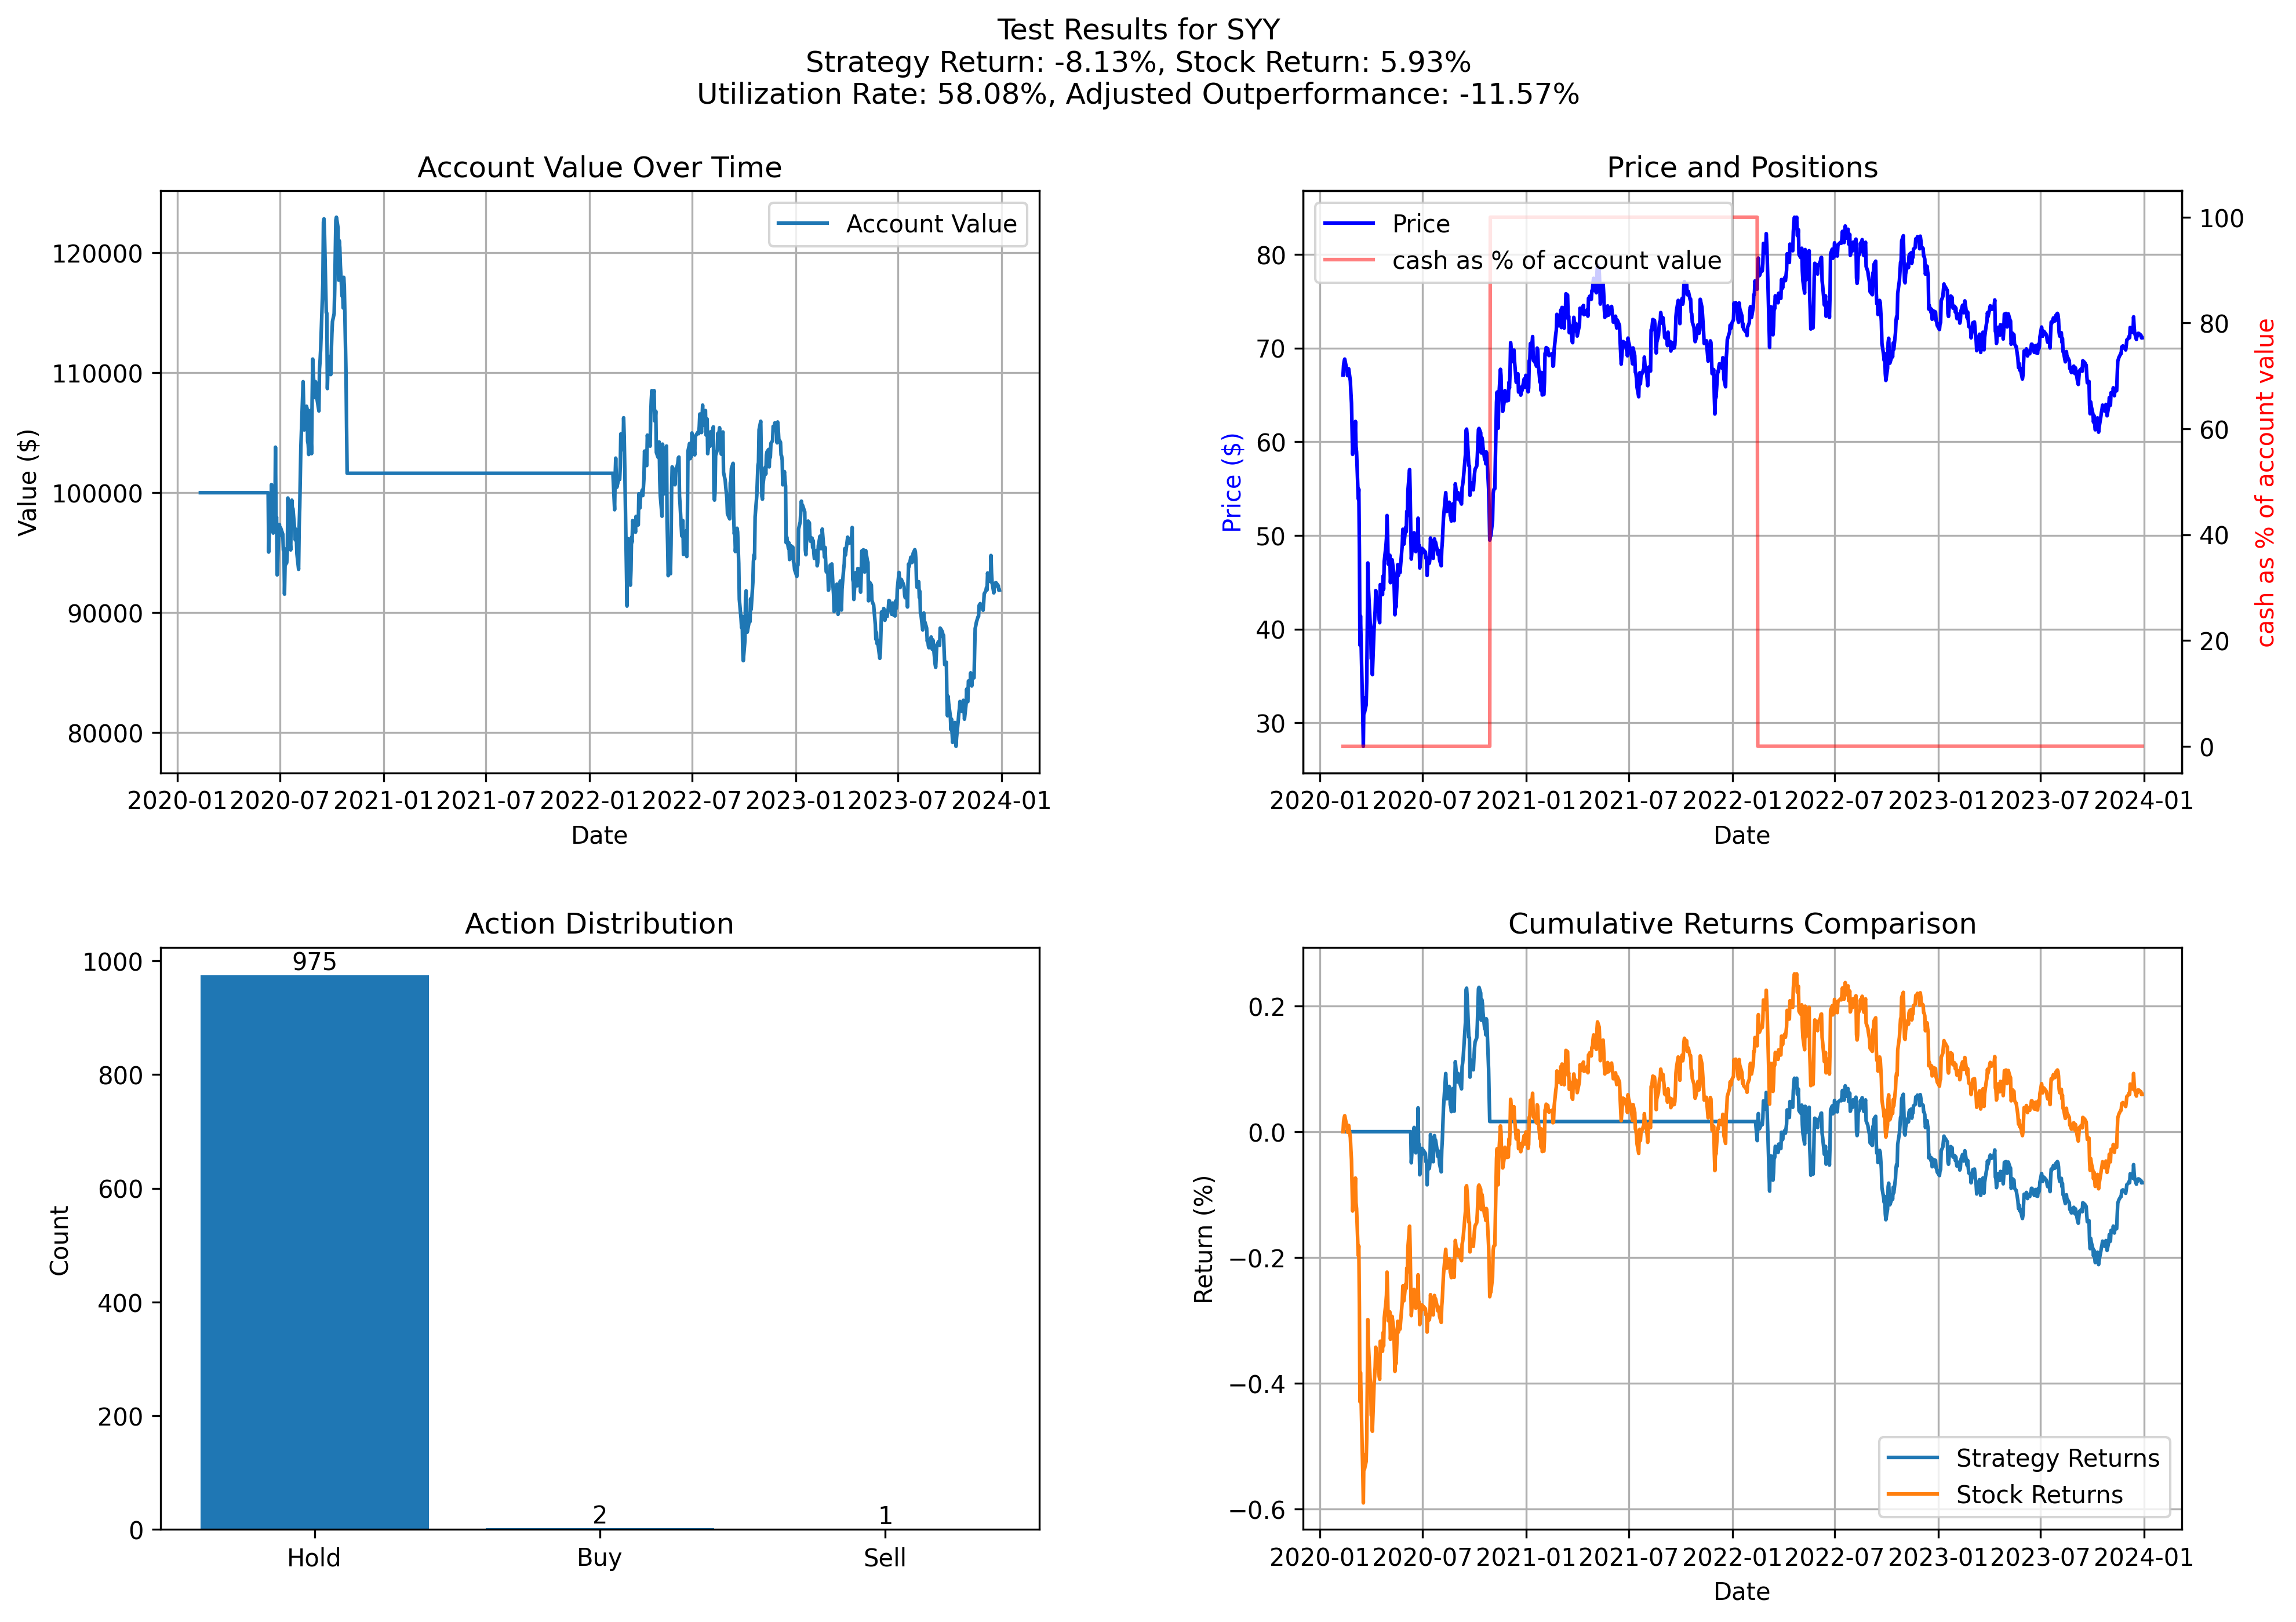 Test Results for SYY
Strategy Return: -8.13%, Stock Return: 5.93%
Utilization Rate: 58.08%, Adjusted Outperformance: -11.57%
Account Value Over Time
Account Value
120000
110000
100000
90000
80000
Value ($)
2020-01 2020-07 2021-01 2021-07 2022-01 2022-07 2023-01 2023-07 2024-01
Date
Price and Positions
Price
cash as % of account value
80
70
60
50
40
30
Price ($)
100
80
60
40
20
0
cash as % of account value
2020-01 2020-07 2021-01 2021-07 2022-01 2022-07 2023-01 2023-07 2024-01
Date
Action Distribution
1000
800
600
400
200
0
Count
975
2
1
Hold Buy Sell
Cumulative Returns Comparison
0.2
0.0
−0.2
−0.4
−0.6
Return (%)
Strategy Returns
Stock Returns
2020-01 2020-07 2021-01 2021-07 2022-01 2022-07 2023-01 2023-07 2024-01
Date